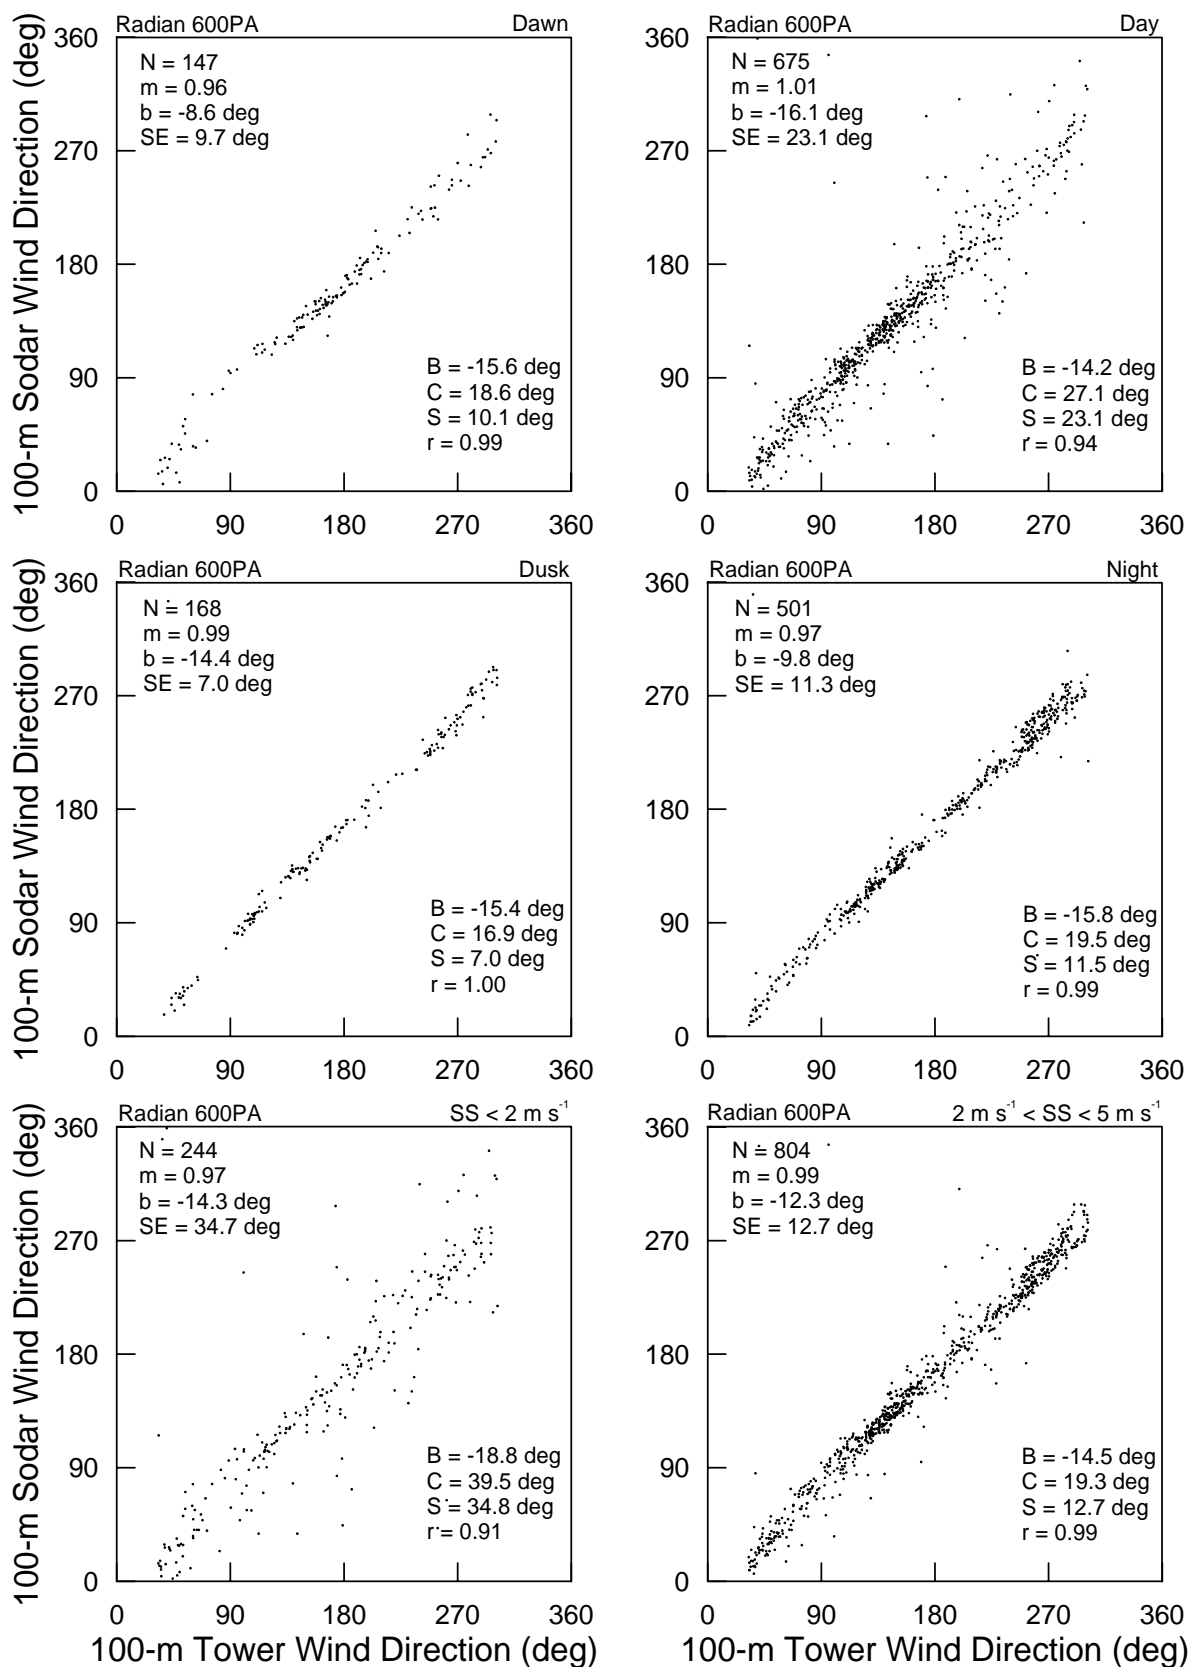 Radian 600PA Dawn
360
N = 147
m = 0.96
b = -8.6 deg
SE = 9.7 deg
270
180
90
0
B = -15.6 deg
C = 18.6 deg
S = 10.1 deg
r = 0.99
0 90 180 270 360
100-m Sodar Wind Direction (deg)
Radian 600PA Day
360
N = 675
m = 1.01
b = -16.1 deg
SE = 23.1 deg
270
180
90
0
B = -14.2 deg
C = 27.1 deg
S = 23.1 deg
r = 0.94
0 90 180 270 360
Radian 600PA Dusk
360
N = 168
m = 0.99
b = -14.4 deg
SE = 7.0 deg
270
180
90
0
B = -15.4 deg
C = 16.9 deg
S = 7.0 deg
r = 1.00
0 90 180 270 360
100-m Sodar Wind Direction (deg)
Radian 600PA Night
360
N = 501
m = 0.97
b = -9.8 deg
SE = 11.3 deg
270
180
90
0
B = -15.8 deg
C = 19.5 deg
S = 11.5 deg
r = 0.99
0 90 180 270 360
Radian 600PA SS < 2 m s⁻¹
360
N = 244
m = 0.97
b = -14.3 deg
SE = 34.7 deg
270
180
90
0
B = -18.8 deg
C = 39.5 deg
S = 34.8 deg
r = 0.91
0 90 180 270 360
100-m Sodar Wind Direction (deg)
100-m Tower Wind Direction (deg)
Radian 600PA 2 m s⁻¹ < SS < 5 m s⁻¹
360
N = 804
m = 0.99
b = -12.3 deg
SE = 12.7 deg
270
180
90
0
B = -14.5 deg
C = 19.3 deg
S = 12.7 deg
r = 0.99
0 90 180 270 360
100-m Tower Wind Direction (deg)